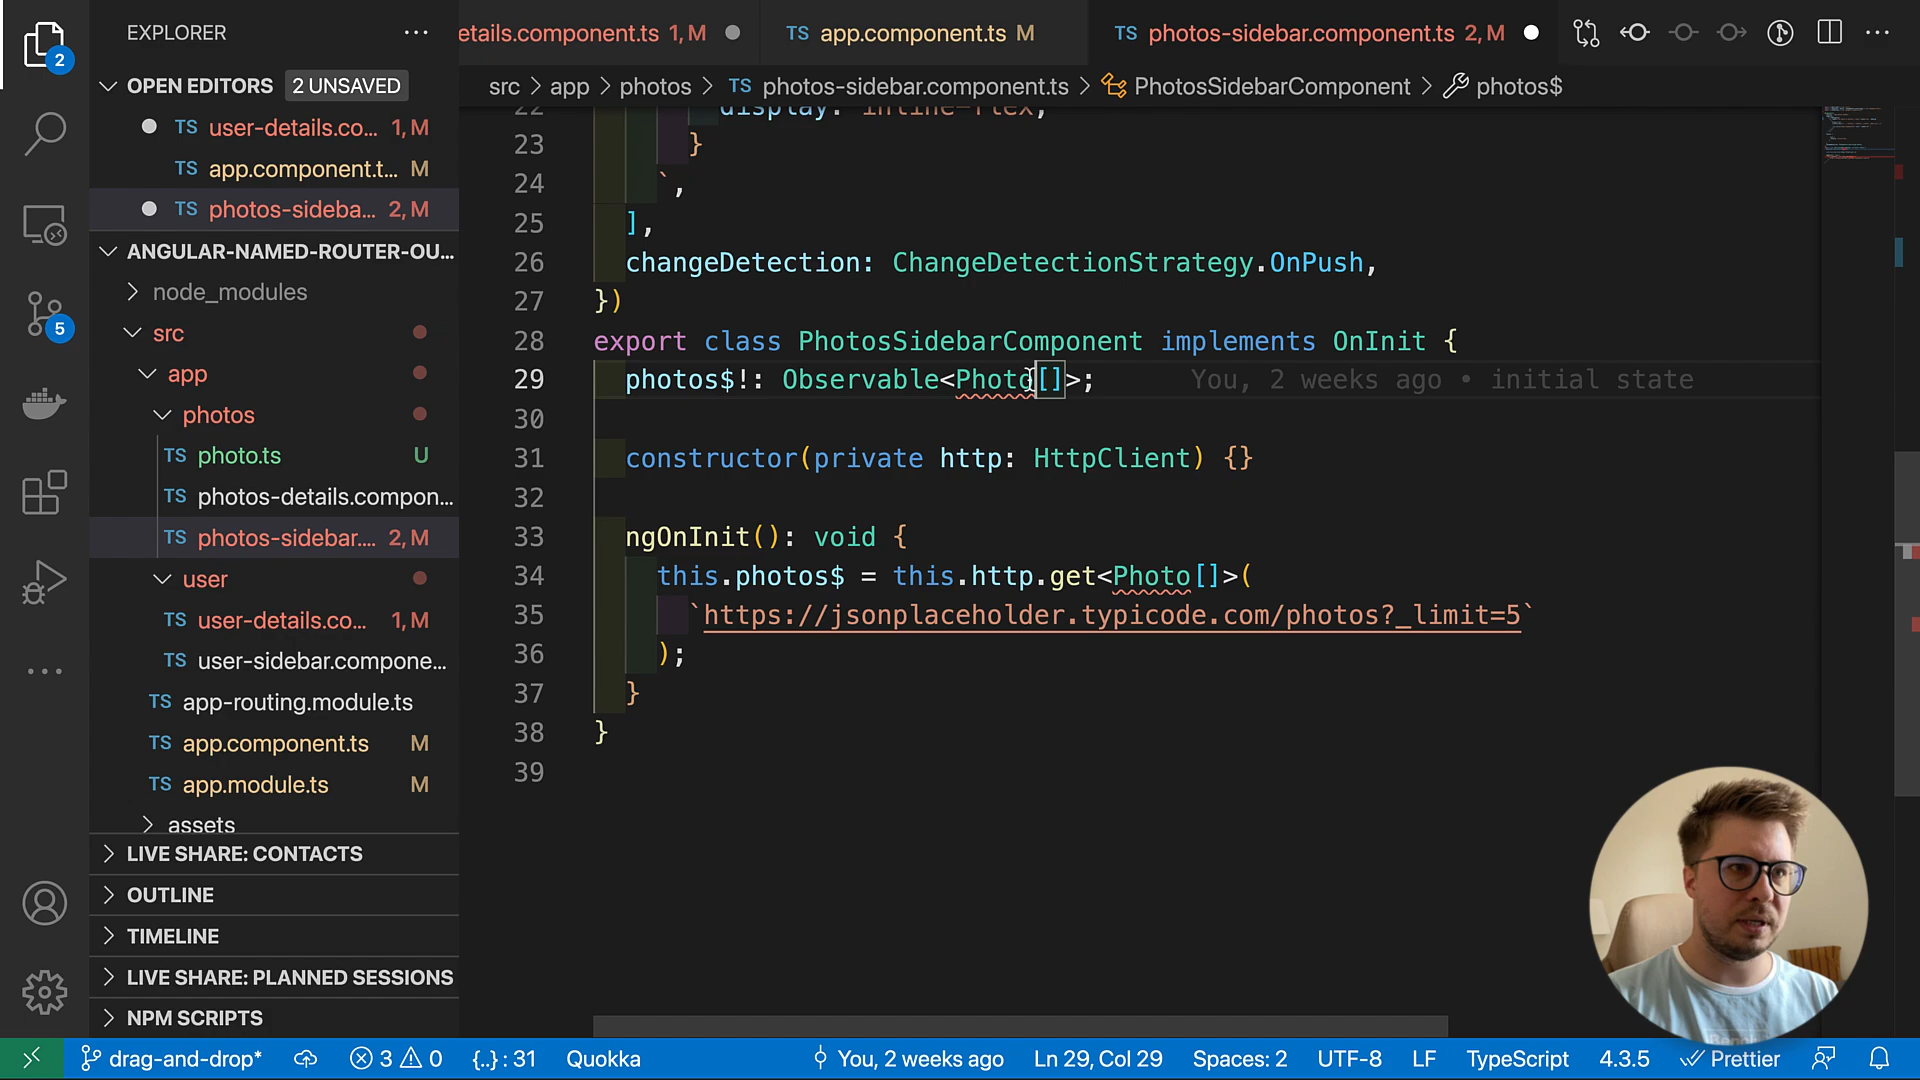 2
5
EXPLORER
OPEN EDITORS 2 UNSAVED
TS user-details.co... 1, M
TS app.component.t... M
TS photos-sideba... 2, M
ANGULAR-NAMED-ROUTER-OU...
node_modules
src
app
photos
TS photo.ts U
TS photos-details.compon...
TS photos-sidebar.... 2, M
user
TS user-details.co... 1, M
TS user-sidebar.compone...
TS app-routing.module.ts
TS app.component.ts M
TS app.module.ts M
assets
LIVE SHARE: CONTACTS
OUTLINE
TIMELINE
LIVE SHARE: PLANNED SESSIONS
NPM SCRIPTS
etails.component.ts 1, M
TS app.component.ts M
TS photos-sidebar.component.ts 2, M
src > app > photos > TS photos-sidebar.component.ts > PhotosSidebarComponent > photos$
22 display: inline-flex;
23 }
24 `,
25 ],
26 changeDetection: ChangeDetectionStrategy.OnPush,
27 })
28 export class PhotosSidebarComponent implements OnInit {
29 photos$!: Observable<Photo[]>; You, 2 weeks ago • initial state
30
31 constructor(private http: HttpClient) {}
32
33 ngOnInit(): void {
34 this.photos$ = this.http.get<Photo[]>(
35 `https://jsonplaceholder.typicode.com/photos?_limit=5`
36 );
37 }
38 }
39
drag-and-drop* 3 0 {..} : 31 Quokka You, 2 weeks ago Ln 29, Col 29 Spaces: 2 UTF-8 LF TypeScript 4.3.5 Prettier